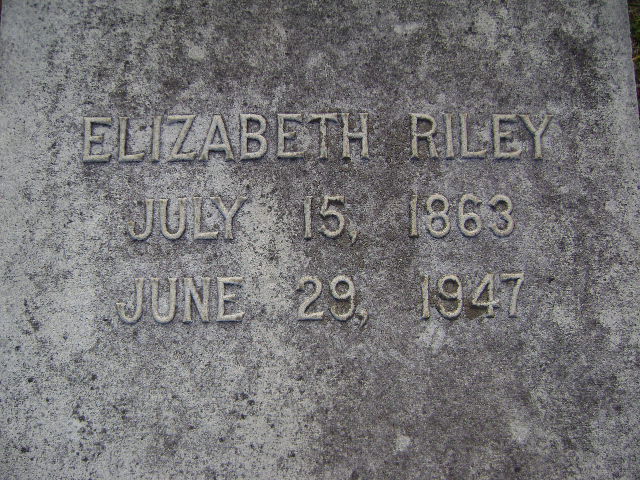 ELIZABETH RILEY
JULY 15, 1863
JUNE 29, 1947